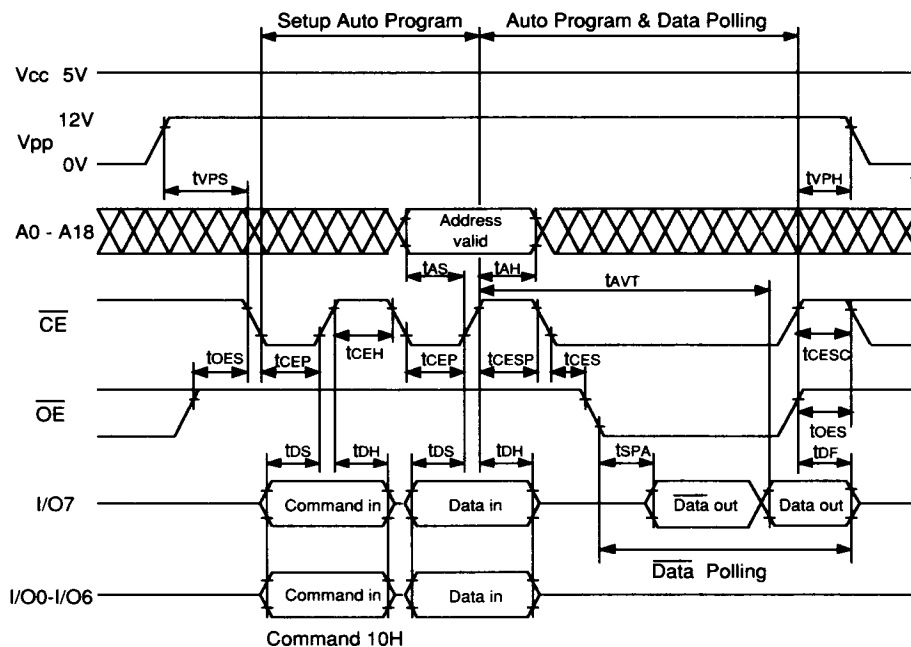 Setup Auto Program Auto Program & Data Polling
Vcc 5V
12V
Vpp
0V
tVPS tVPH
A0 - A18 Address valid
tAS tAH
tAVT
CE
tCEH
tOES tCEP tCEP tCESP tCES tCESC
OE
tOES
tDS tDH tDS tDH tSPA tDF
I/O7 Command in Data in Data out Data out
Data Polling
I/O0-I/O6 Command in Data in
Command 10H